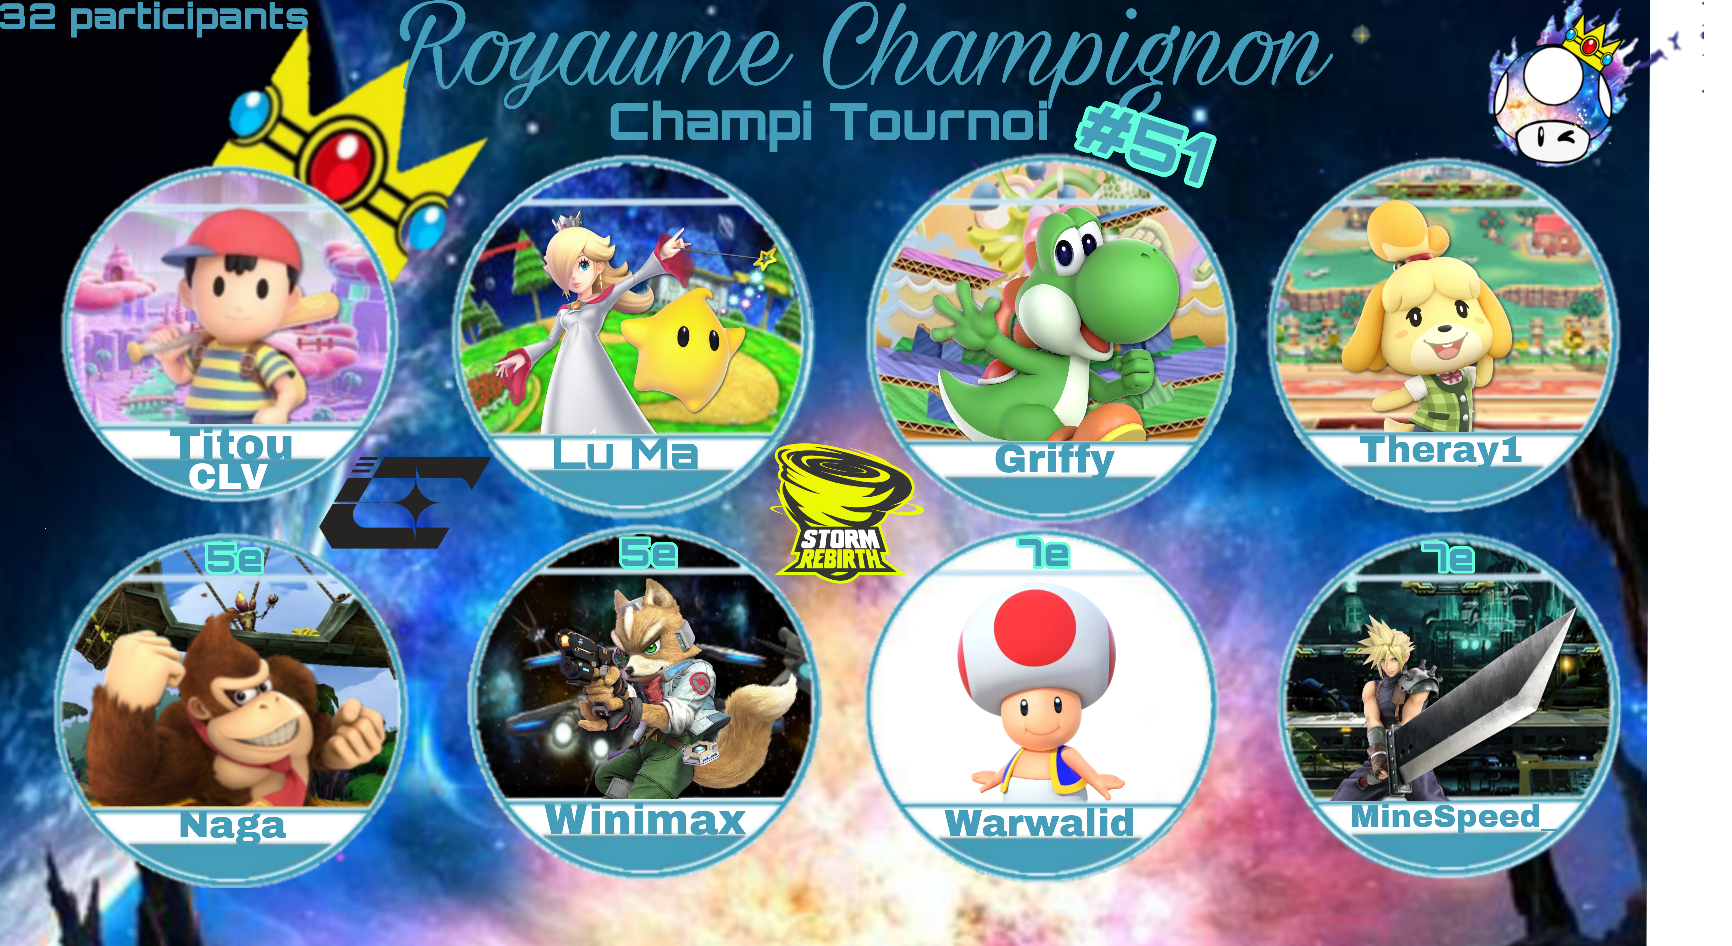 32 participants
Royaume Champignon
Champi Tournoi #51
Titou
CLV
Lu Ma
Griffy
Theray1
STORM
REBIRTH
5e
5e
7e
7e
Naga
Winimax
Warwalid
MineSpeed_